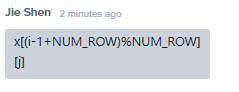 Jie Shen 2 minutes ago
x[(i-1+NUM_ROW)%NUM_ROW]
[j]